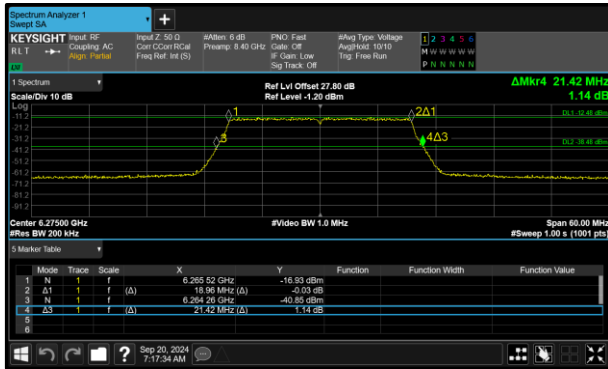 Spectrum Analyzer 1
Swept SA
KEYSIGHT
RLT
Input: RF
Coupling: AC
Align: Partial
Input Z: 50 Ω
Corr CCorr RCal
Freq Ref: Int (S)
#Atten: 6 dB
Preamp: 8.40 GHz
PNO: Fast
Gate: Off
IF Gain: Low
Sig Track: Off
#Avg Type: Voltage
Avg|Hold: 10/10
Trig: Free Run
1 2 3 4 5 6
M W W W W W
P N N N N N
1 Spectrum
Scale/Div 10 dB
Ref Lvl Offset 27.80 dB
Ref Level -1.20 dBm
ΔMkr4 21.42 MHz
1.14 dB
Log
-11.2
-21.2
-31.2
-41.2
-51.2
-61.2
-71.2
-81.2
-91.2
1
2Δ1
3
4Δ3
DL1 -12.48 dBm
DL2 -38.48 dBm
Center 6.27500 GHz
#Res BW 200 kHz
#Video BW 1.0 MHz
Span 60.00 MHz
#Sweep 1.00 s (1001 pts)
5 Marker Table
Mode Trace Scale X Y Function Function Width Function Value
1 N 1 f 6.265 52 GHz -16.93 dBm
2 Δ1 1 f (Δ) 18.96 MHz (Δ) -0.03 dB
3 N 1 f 6.264 26 GHz -40.85 dBm
4 Δ3 1 f (Δ) 21.42 MHz (Δ) 1.14 dB
5
6
Sep 20, 2024
7:17:34 AM